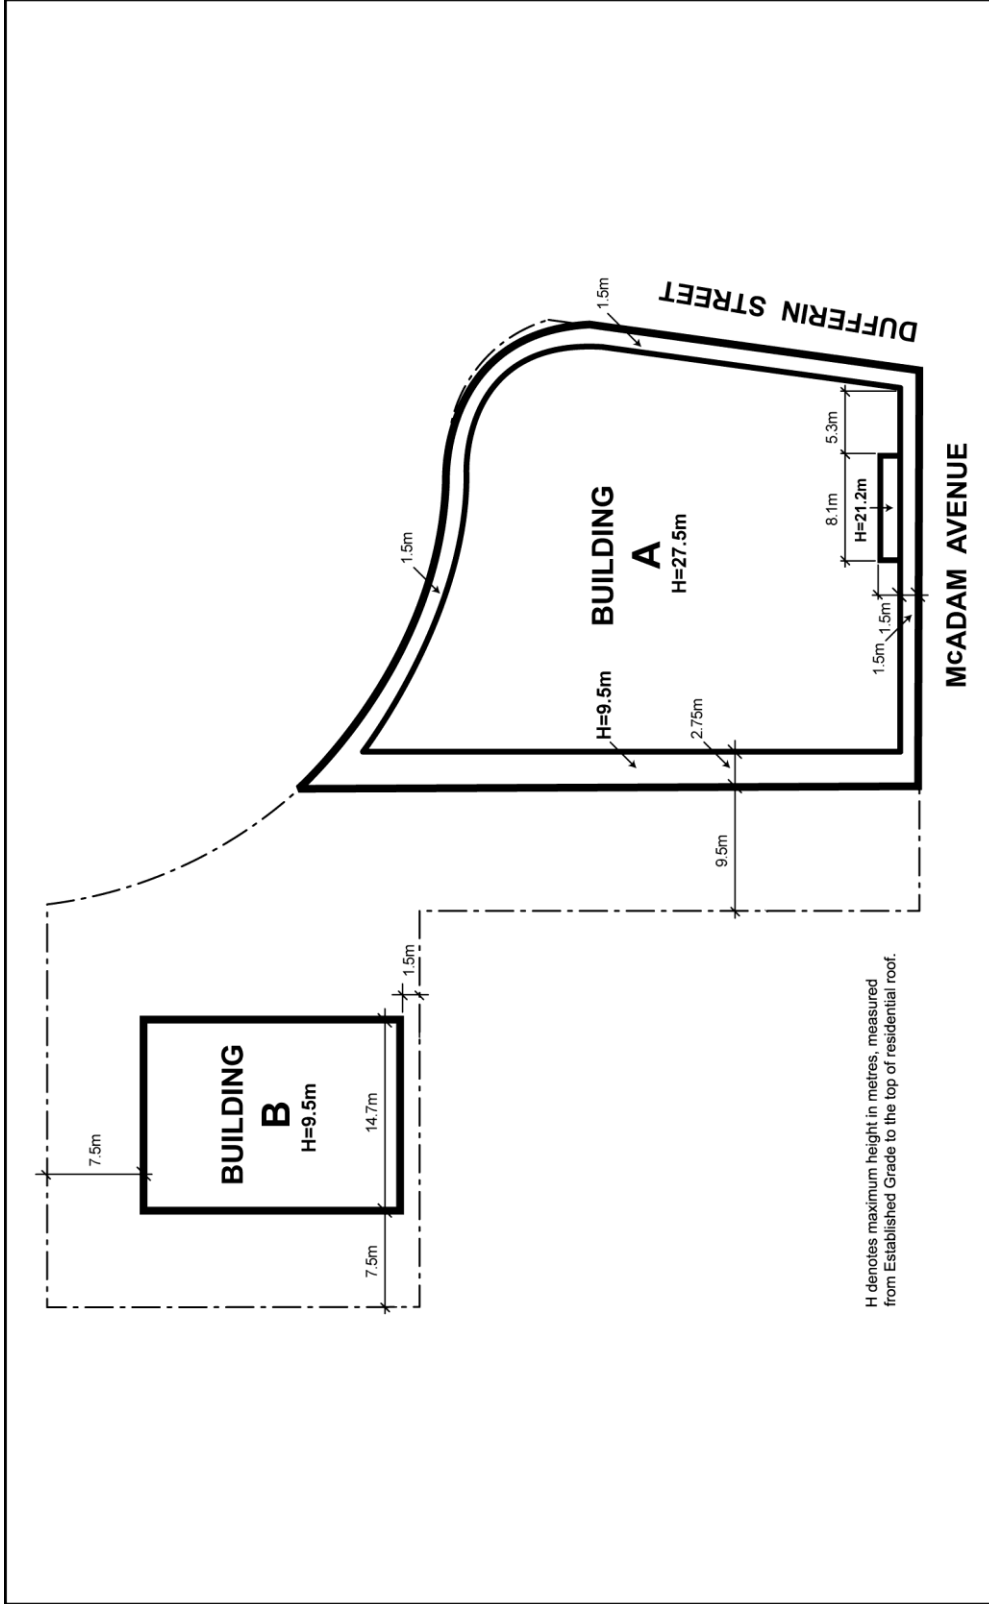 DUFFERIN STREET
1.5m
1.5m
BUILDING
A
H=27.5m
5.3m
8.1m
H=21.2m
1.5m
1.5m
McADAM AVENUE
H=9.5m
2.75m
9.5m
BUILDING
B
H=9.5m
1.5m
14.7m
7.5m
7.5m
H denotes maximum height in metres, measured
from Established Grade to the top of residential roof.